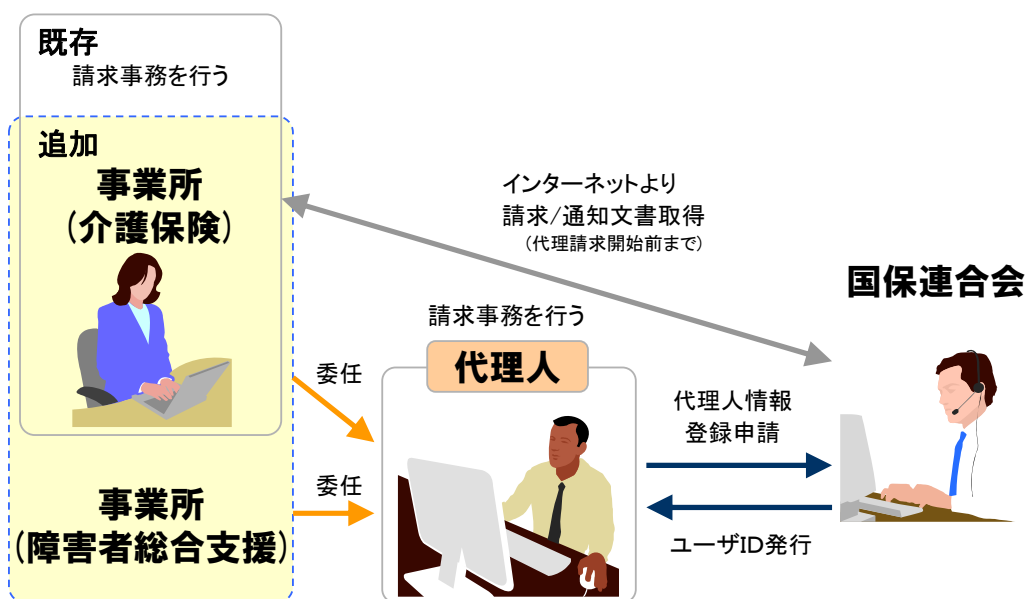 既存
請求事務を行う
追加
事業所
(介護保険)
インターネットより
請求/通知文書取得
(代理請求開始前まで)
国保連合会
請求事務を行う
代理人
委任
代理人情報
登録申請
委任
事業所
(障害者総合支援)
ユーザID発行